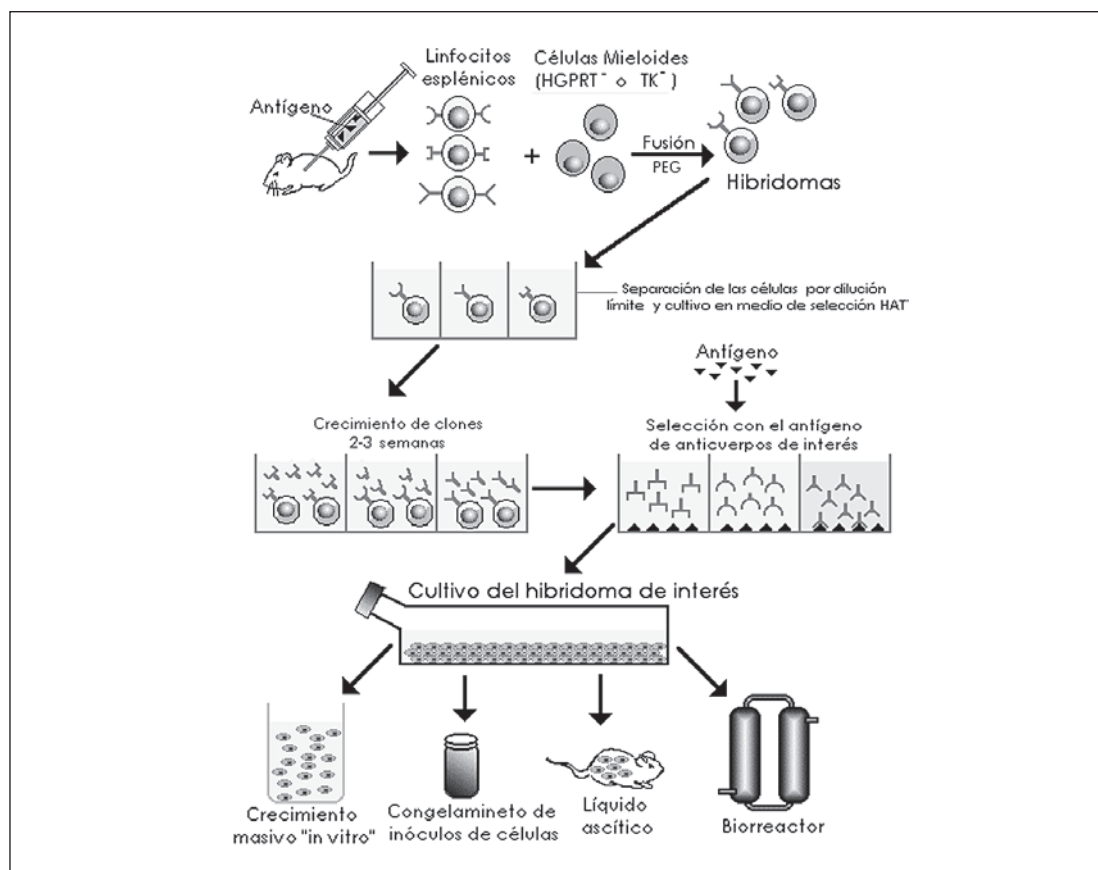 Linfocitos
esplénicos
Células Mieloides
(HGPRT⁻ o TK⁻)
Antígeno
+
Fusión
PEG
Hibridomas
Separación de las células por dilución
límite y cultivo en medio de selección HAT
Antígeno
Crecimiento de clones
2-3 semanas
Selección con el antígeno
de anticuerpos de interés
Cultivo del hibridoma de interés
Crecimiento
masivo "in vitro"
Congelamineto de
inóculos de células
Líquido
ascítico
Biorreactor